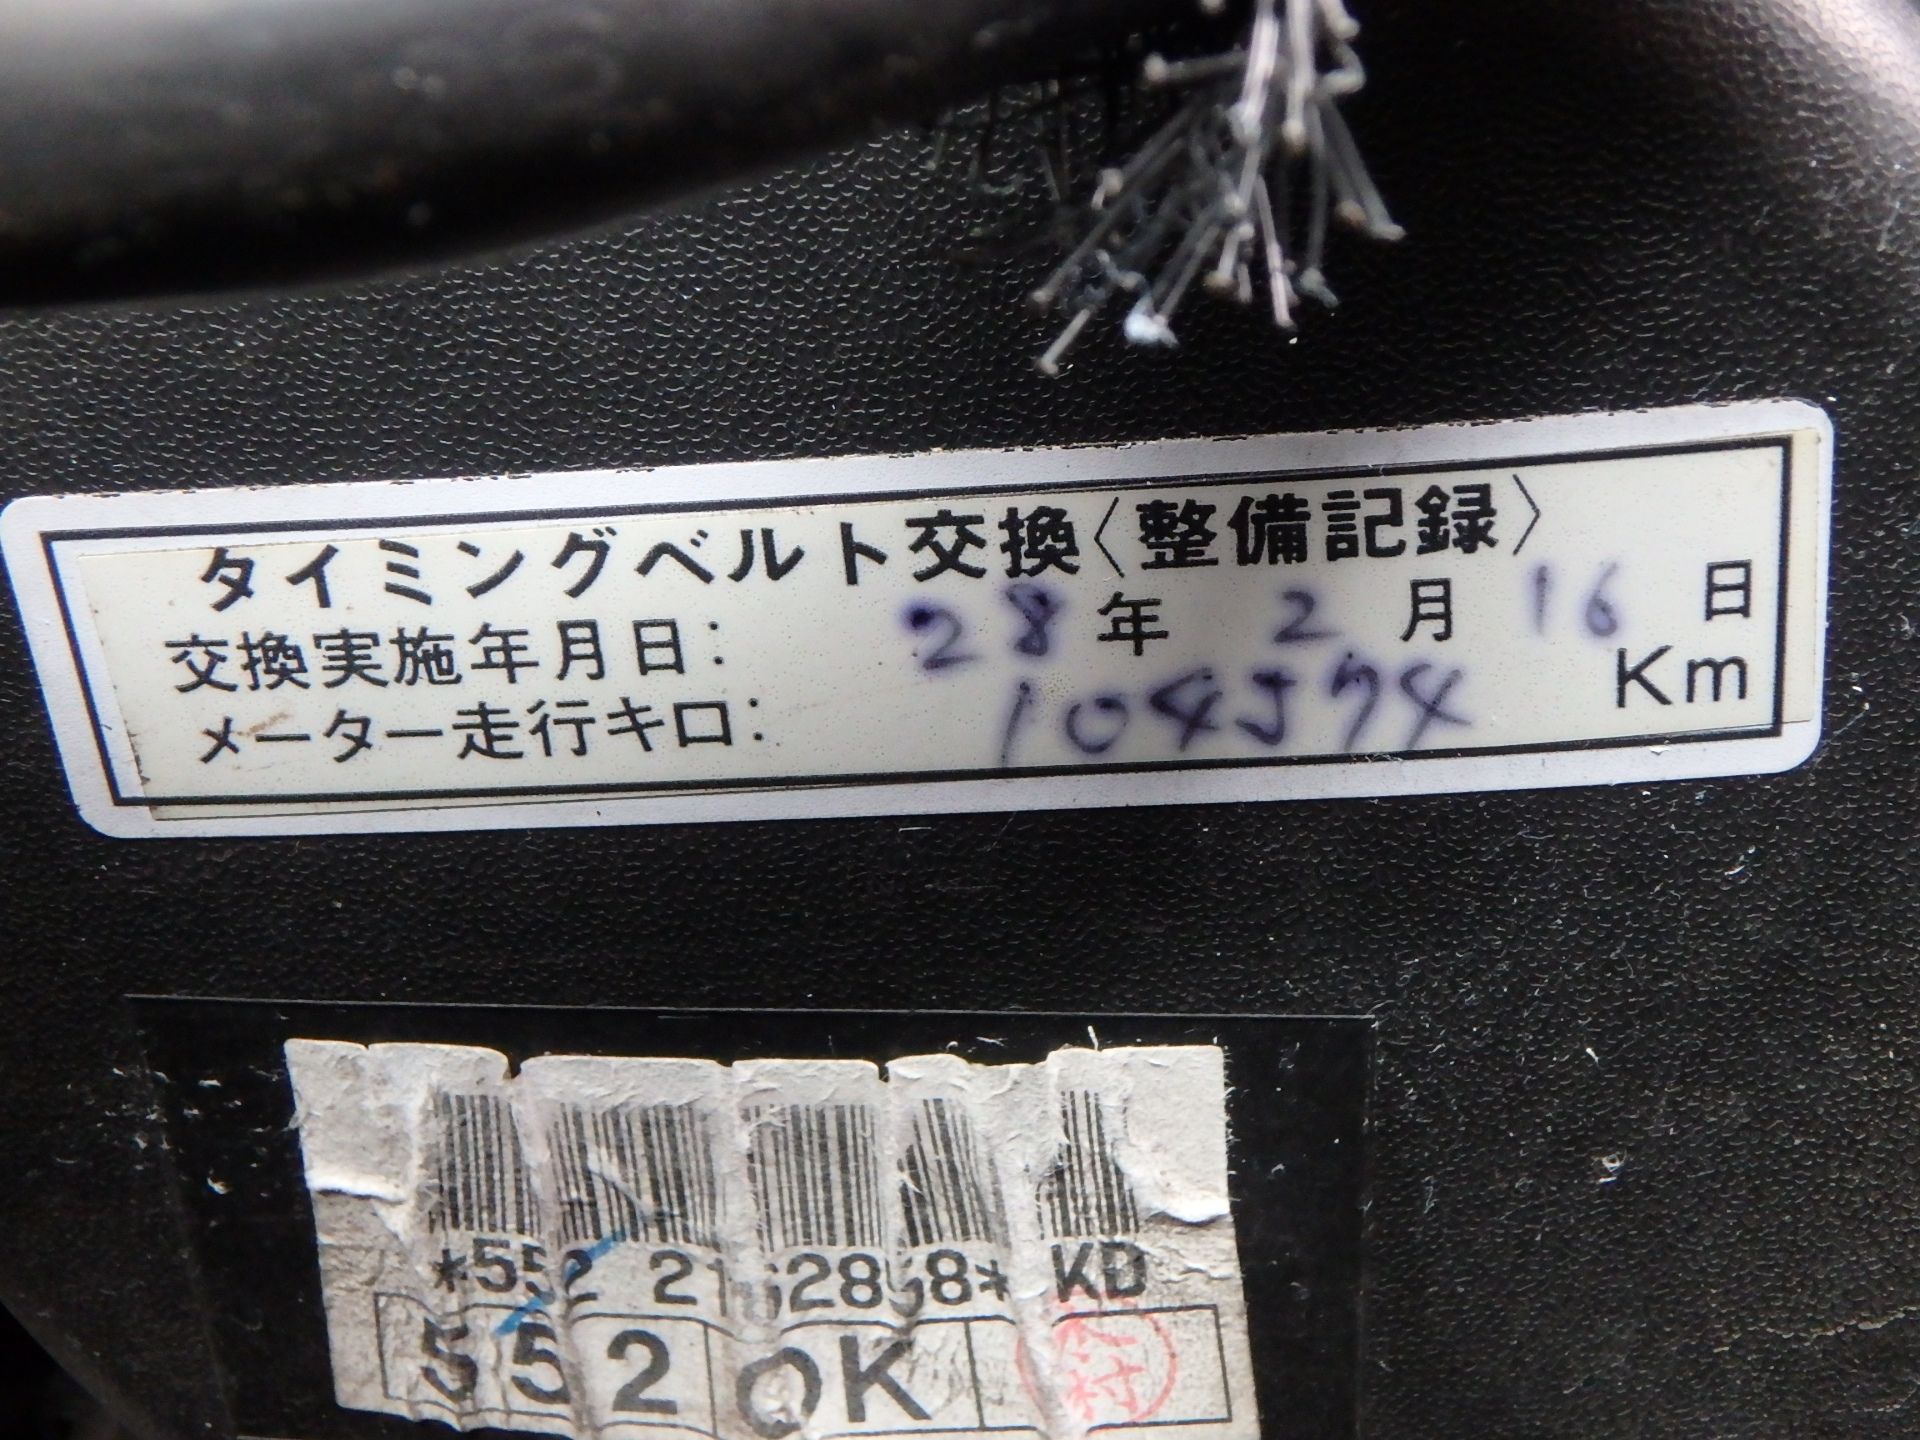 タイミングベルト交換〈整備記録〉
交換実施年月日: 28 年 2 月 16 日
メーター走行キロ: 104574 Km
KD
552 OK